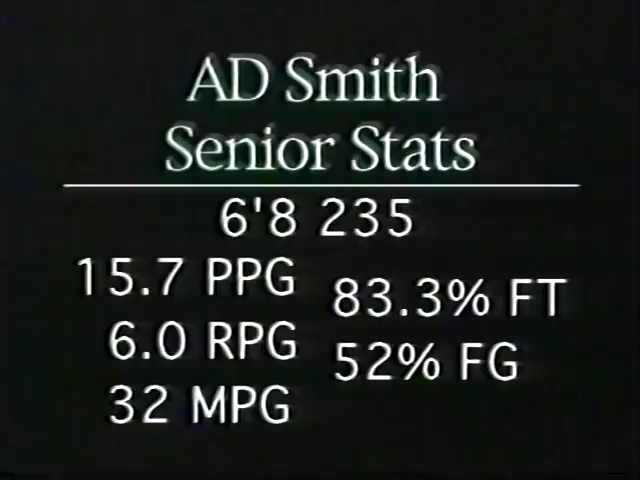 AD Smith
Senior Stats
6'8 235
15.7 PPG
6.0 RPG
32 MPG
83.3% FT
52% FG